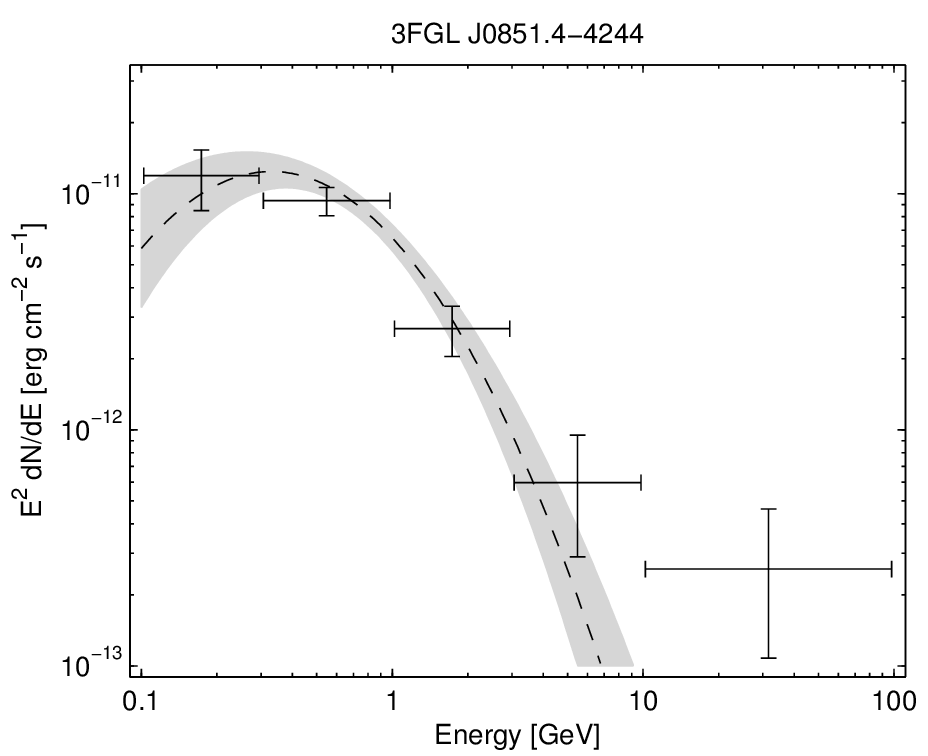 3FGL J0851.4−4244
E² dN/dE [erg cm⁻² s⁻¹]
10⁻¹¹
10⁻¹²
10⁻¹³
0.1 1 10 100
Energy [GeV]